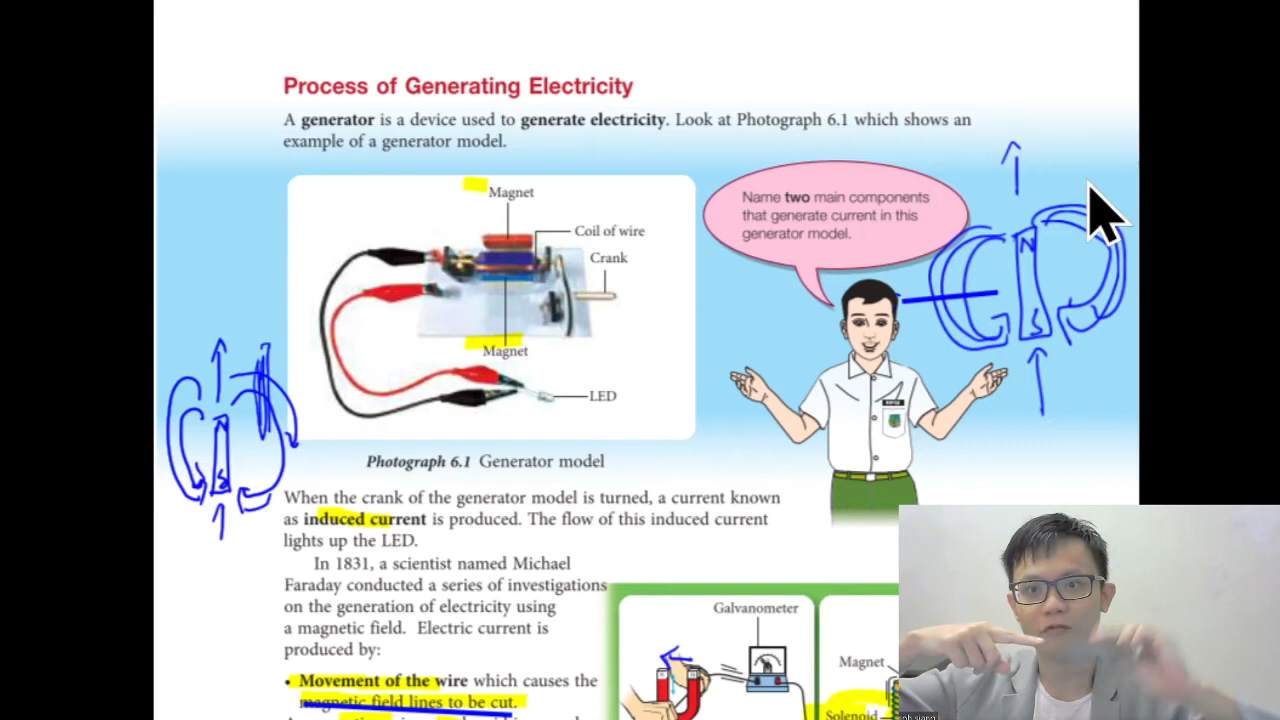 Process of Generating Electricity
A generator is a device used to generate electricity. Look at Photograph 6.1 which shows an
example of a generator model.
Magnet
Coil of wire
Crank
Magnet
LED
Photograph 6.1 Generator model
Name two main components
that generate current in this
generator model.
N
S
N
S
When the crank of the generator model is turned, a current known
as induced current is produced. The flow of this induced current
lights up the LED.
In 1831, a scientist named Michael
Faraday conducted a series of investigations
on the generation of electricity using
a magnetic field. Electric current is
produced by:
• Movement of the wire which causes the
magnetic field lines to be cut.
Galvanometer
Magnet
Solenoid